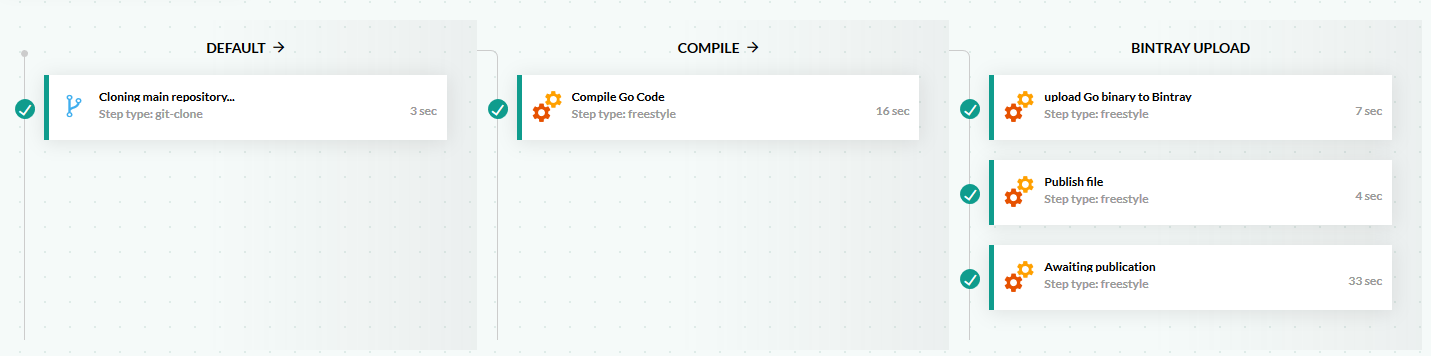 DEFAULT →
Cloning main repository...
Step type: git-clone
3 sec
COMPILE →
Compile Go Code
Step type: freestyle
16 sec
BINTRAY UPLOAD
upload Go binary to Bintray
Step type: freestyle
7 sec
Publish file
Step type: freestyle
4 sec
Awaiting publication
Step type: freestyle
33 sec